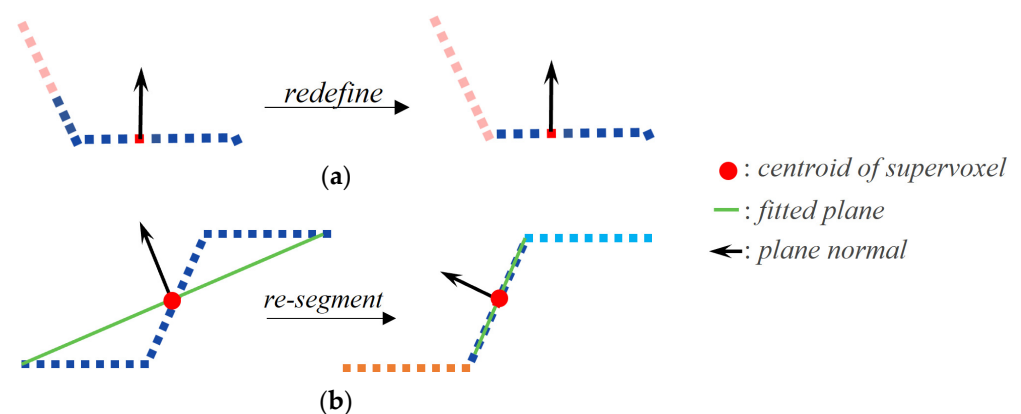 redefine
(a)
re-segment
(b)
: centroid of supervoxel
: fitted plane
: plane normal